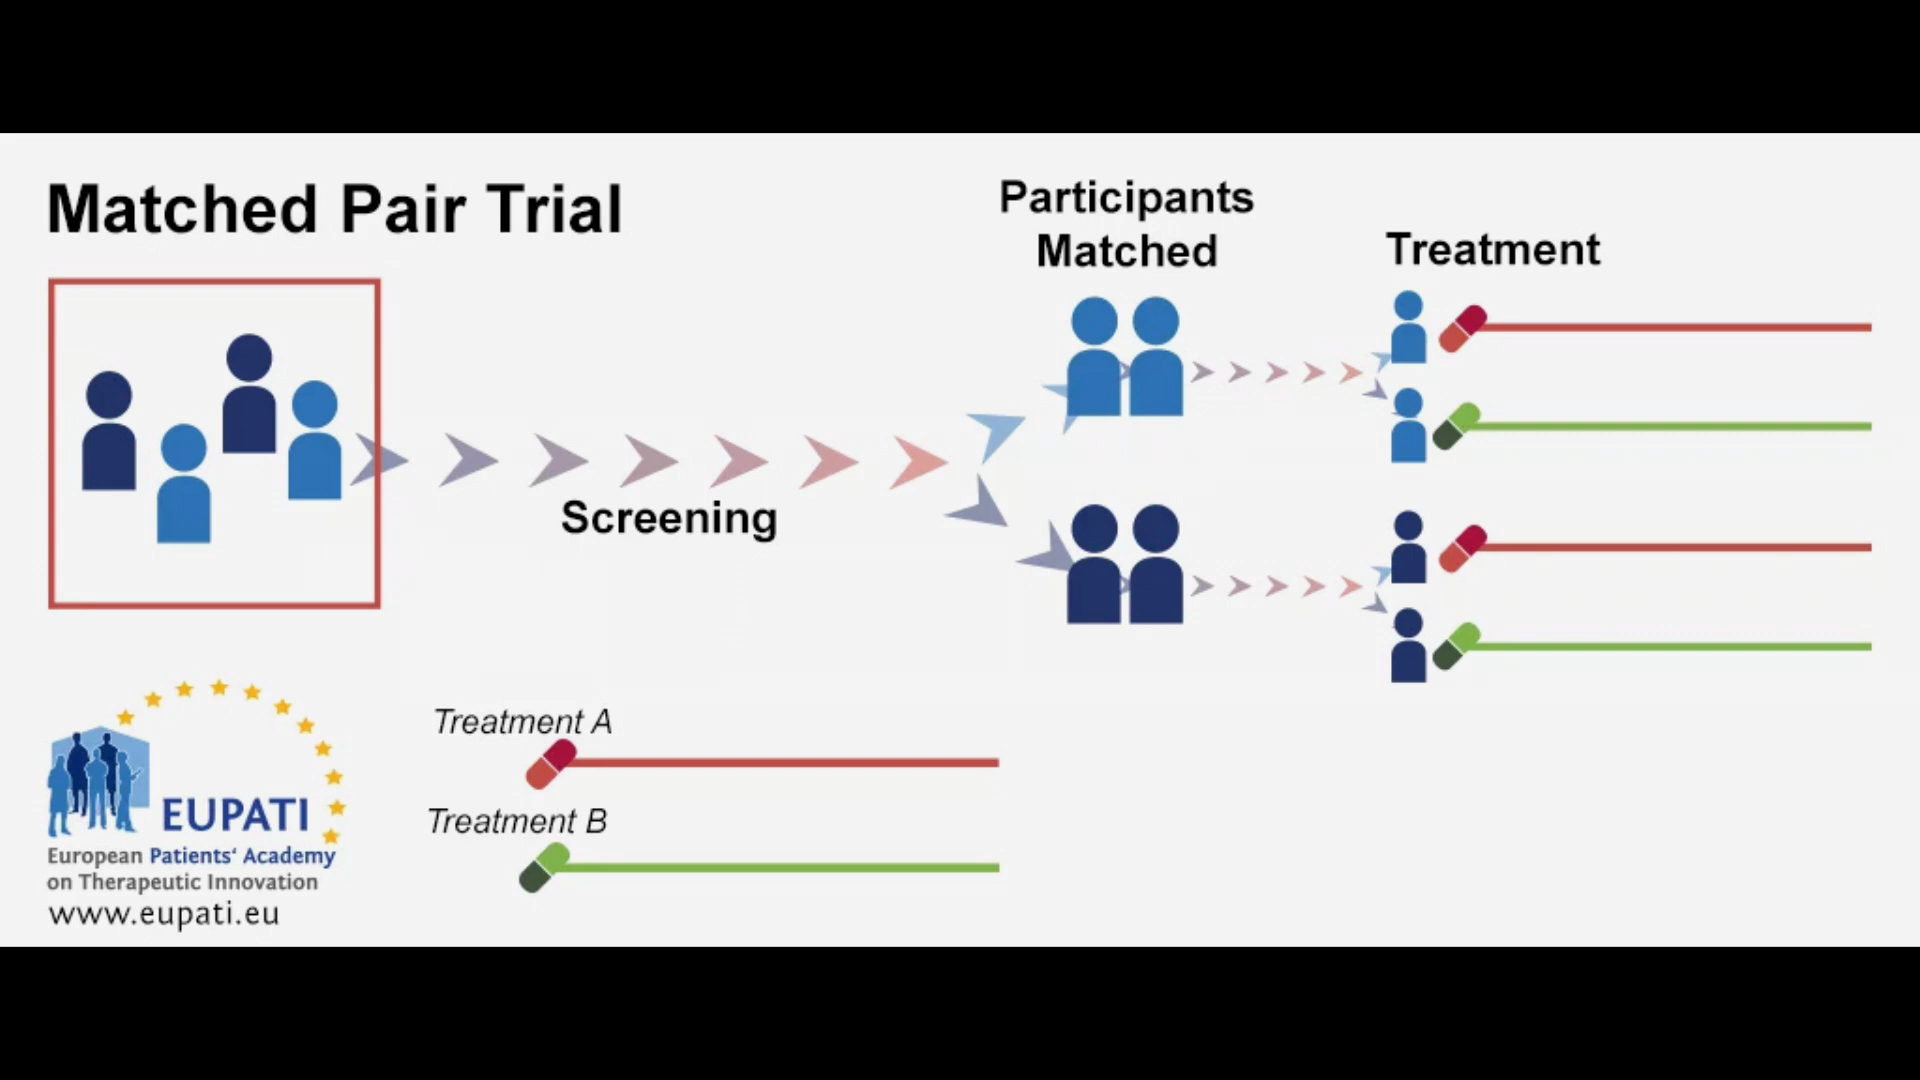 Matched Pair Trial
Participants
Matched
Treatment
Screening
Treatment A
Treatment B
EUPATI
European Patients' Academy
on Therapeutic Innovation
www.eupati.eu